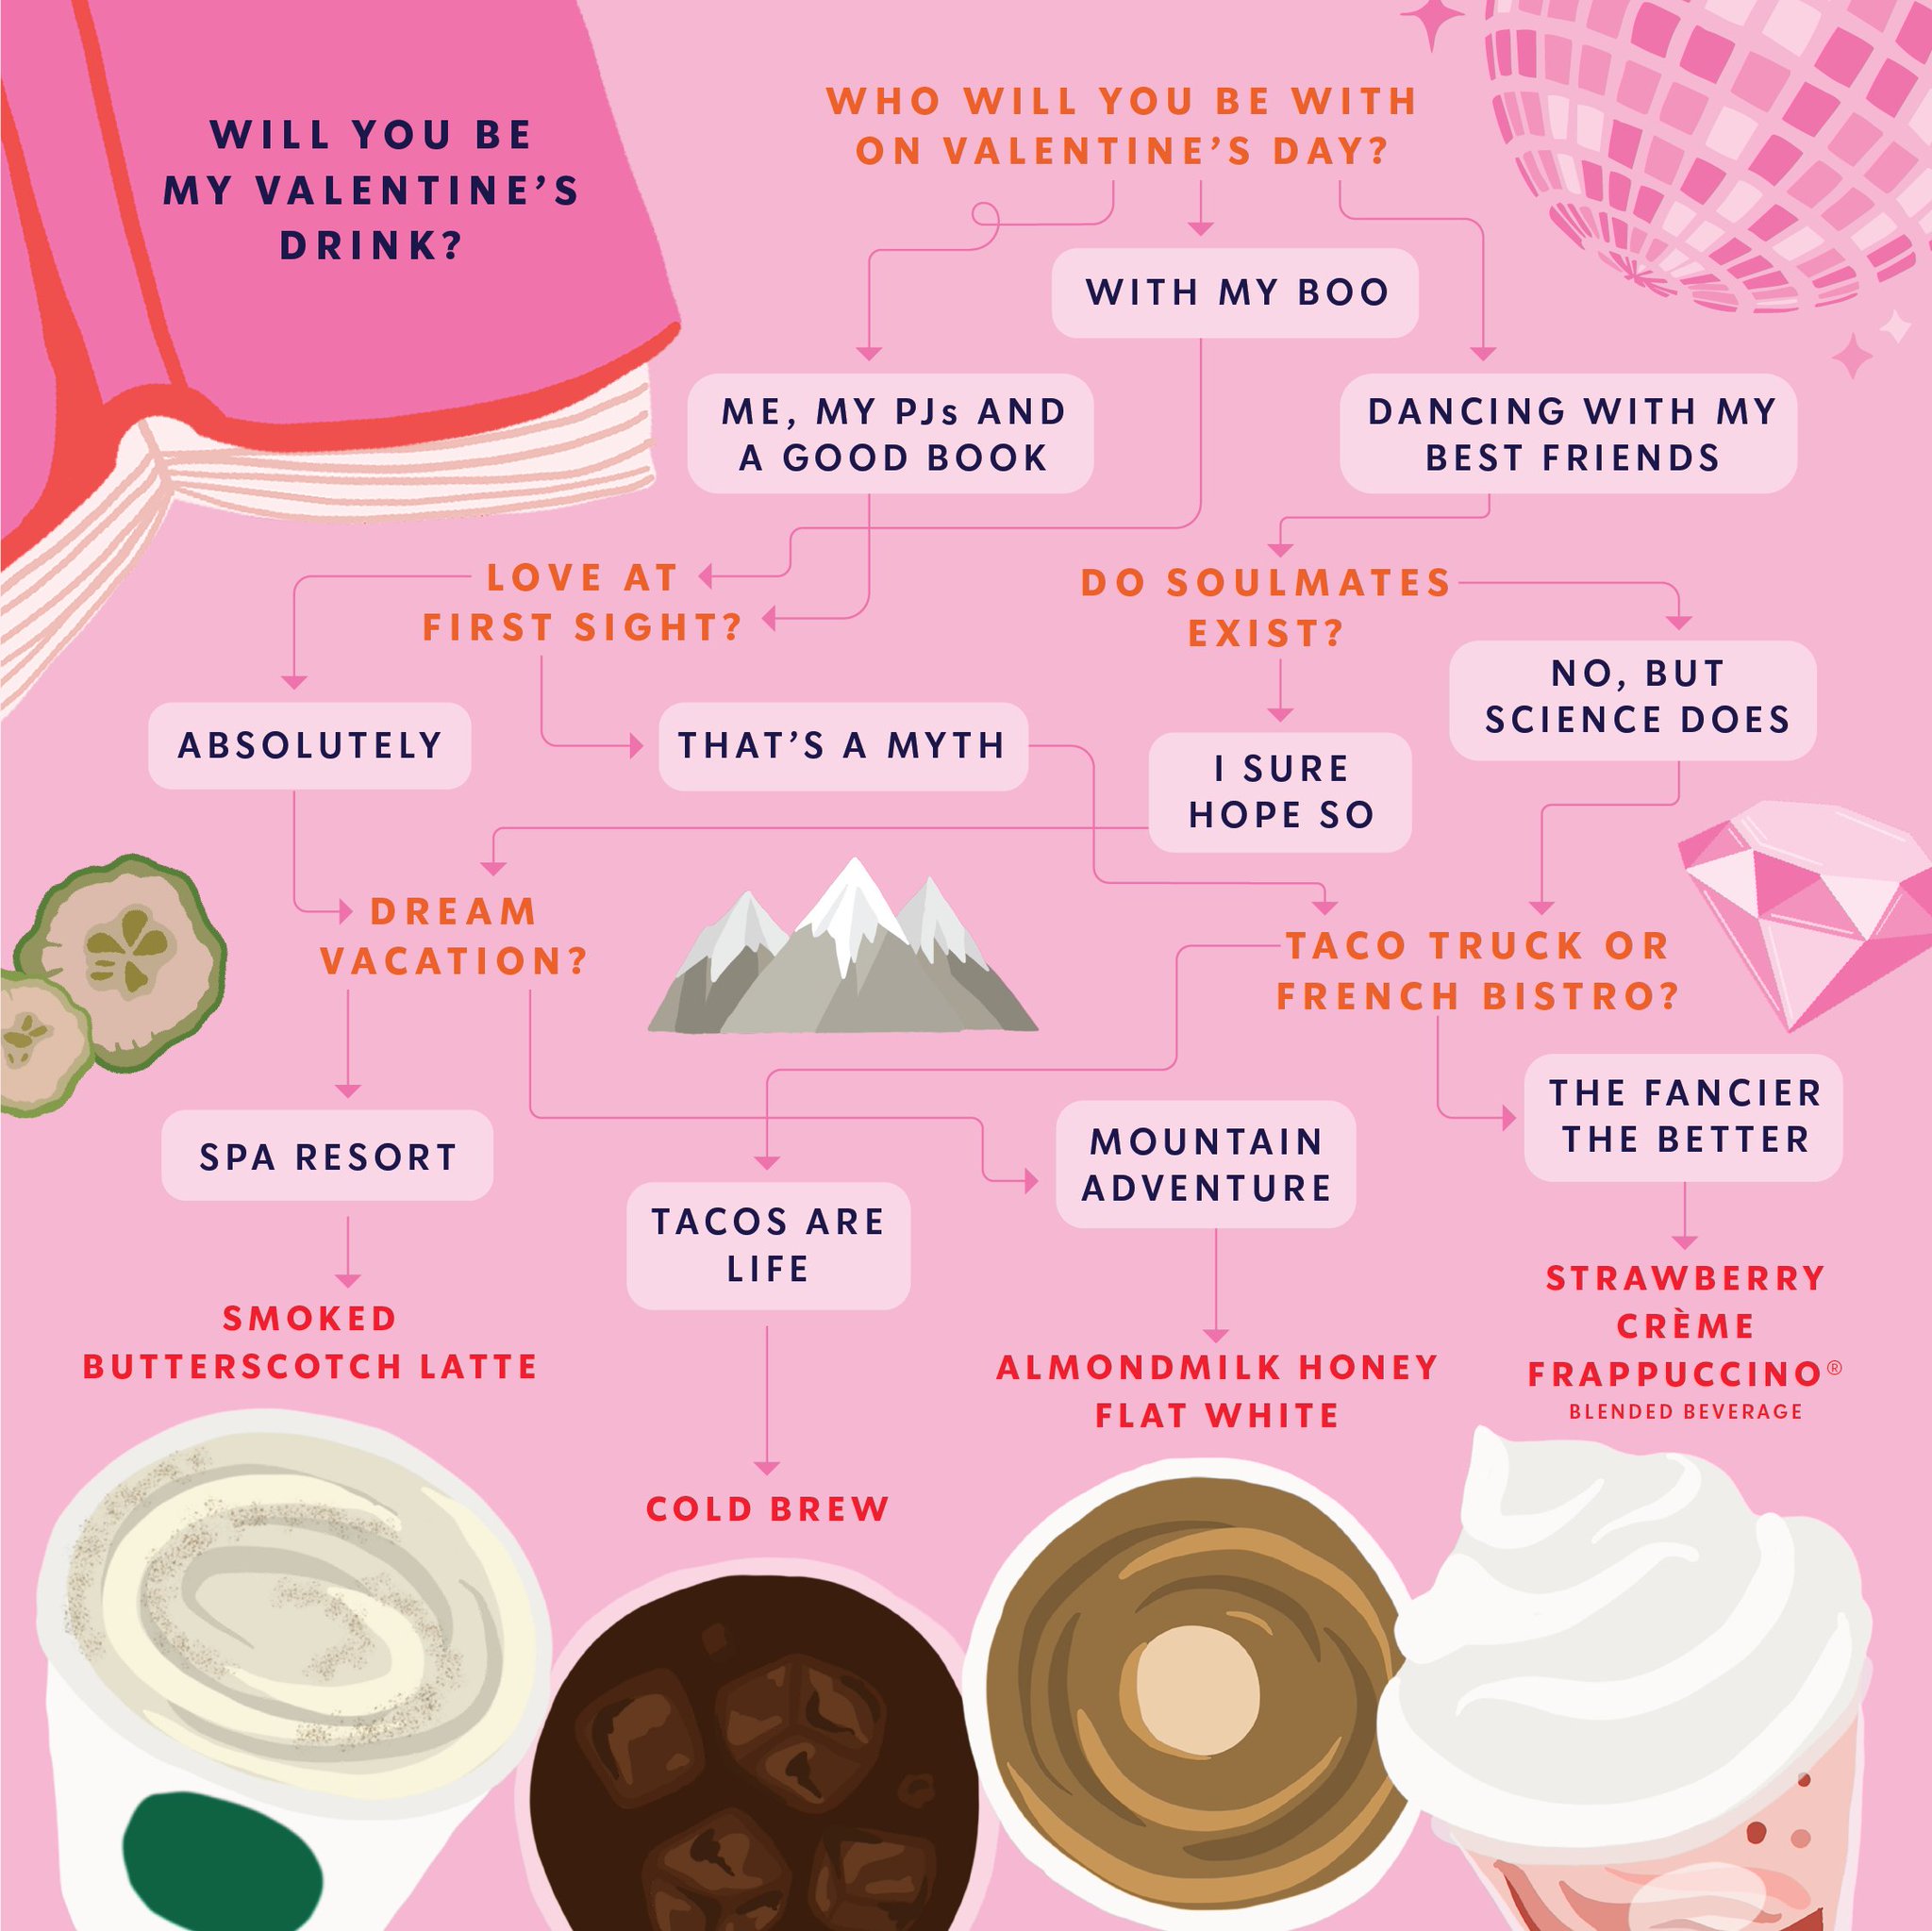 WILL YOU BE
MY VALENTINE'S
DRINK?
WHO WILL YOU BE WITH
ON VALENTINE'S DAY?
WITH MY BOO
ME, MY PJs AND
A GOOD BOOK
DANCING WITH MY
BEST FRIENDS
LOVE AT
FIRST SIGHT?
DO SOULMATES
EXIST?
NO, BUT
SCIENCE DOES
ABSOLUTELY
THAT'S A MYTH
I SURE
HOPE SO
DREAM
VACATION?
TACO TRUCK OR
FRENCH BISTRO?
THE FANCIER
THE BETTER
SPA RESORT
MOUNTAIN
ADVENTURE
TACOS ARE
LIFE
SMOKED
BUTTERSCOTCH LATTE
STRAWBERRY
CRÈME
FRAPPUCCINO®
BLENDED BEVERAGE
ALMONDMILK HONEY
FLAT WHITE
COLD BREW